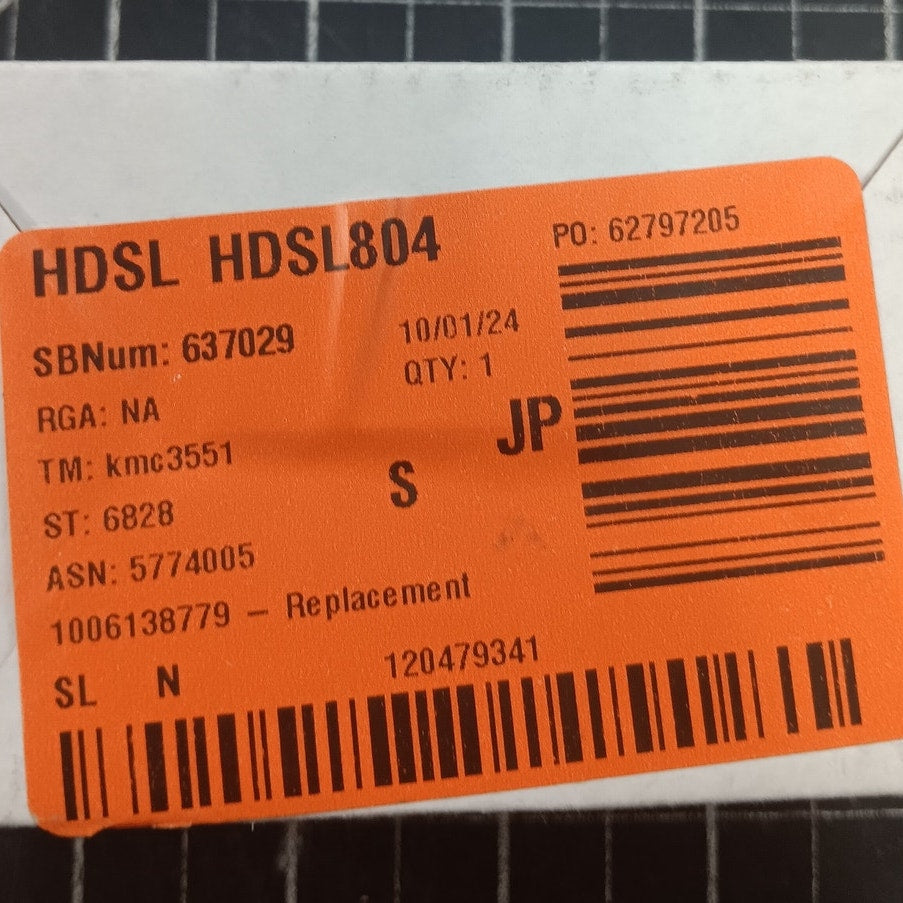 HDSL HDSL804
PO: 62797205
SBNum: 637029
10/01/24
QTY: 1
RGA: NA
JP
TM: kmc3551
S
ST: 6828
ASN: 5774005
1006138779 – Replacement
SL N
120479341